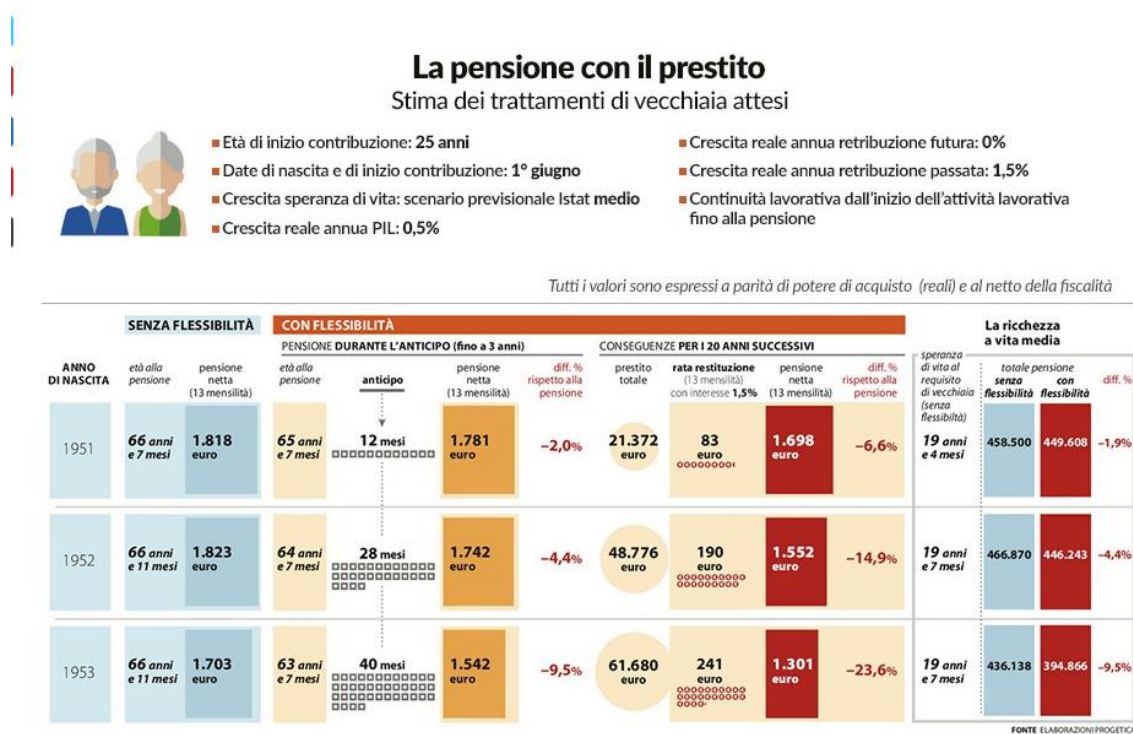 La pensione con il prestito
Stima dei trattamenti di vecchiaia attesi
■ Età di inizio contribuzione: 25 anni
■ Date di nascita e di inizio contribuzione: 1° giugno
■ Crescita speranza di vita: scenario previsionale Istat medio
■ Crescita reale annua PIL: 0,5%
■ Crescita reale annua retribuzione futura: 0%
■ Crescita reale annua retribuzione passata: 1,5%
■ Continuità lavorativa dall'inizio dell'attività lavorativa
fino alla pensione
Tutti i valori sono espressi a parità di potere di acquisto (reali) e al netto della fiscalità
SENZA FLESSIBILITÀ
CON FLESSIBILITÀ
La ricchezza
a vita media
PENSIONE DURANTE L'ANTICIPO (fino a 3 anni)
CONSEGUENZE PER I 20 ANNI SUCCESSIVI
ANNO
DI NASCITA
età alla
pensione
pensione
netta
(13 mensilità)
età alla
pensione
anticipo
pensione
netta
(13 mensilità)
diff. %
rispetto alla
pensione
prestito
totale
rata restituzione
(13 mensilità)
con interesse 1,5%
pensione
netta
(13 mensilità)
diff. %
rispetto alla
pensione
speranza
di vita al
requisito
di vecchiaia
(senza
flessibiltà)
totale pensione
senza
flessibilità
con
flessibilità
diff. %
1951
66 anni
e 7 mesi
1.818
euro
65 anni
e 7 mesi
12 mesi
1.781
euro
–2,0%
21.372
euro
83
euro
1.698
euro
–6,6%
19 anni
e 4 mesi
458.500
449.608
–1,9%
1952
66 anni
e 11 mesi
1.823
euro
64 anni
e 7 mesi
28 mesi
1.742
euro
–4,4%
48.776
euro
190
euro
1.552
euro
–14,9%
19 anni
e 7 mesi
466.870
446.243
–4,4%
1953
66 anni
e 11 mesi
1.703
euro
63 anni
e 7 mesi
40 mesi
1.542
euro
–9,5%
61.680
euro
241
euro
1.301
euro
–23,6%
19 anni
e 7 mesi
436.138
394.866
–9,5%
FONTE ELABORAZIONI PROGETICA